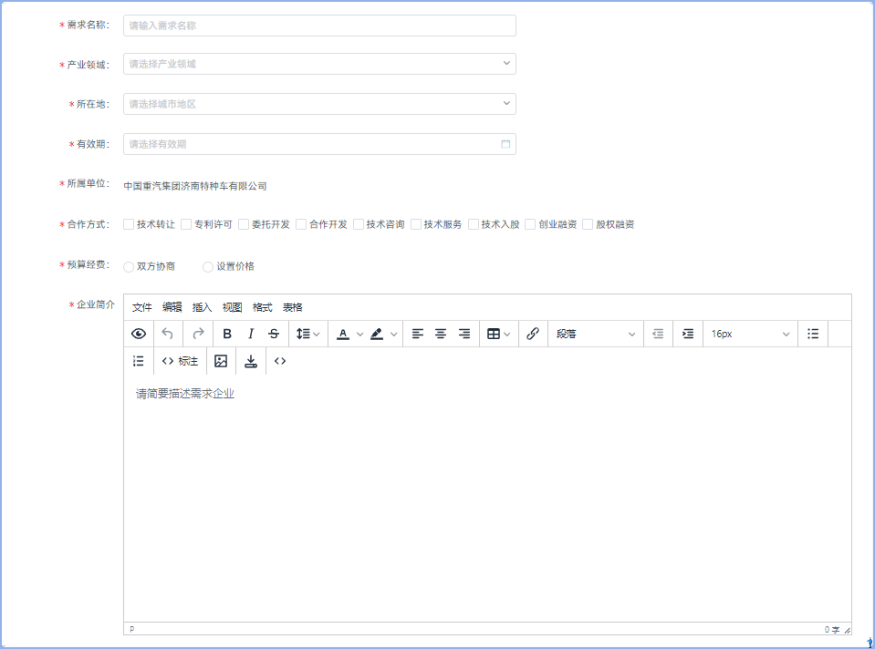 *需求名称： 请输入需求名称
*产业领域： 请选择产业领域
*所在地： 请选择城市地区
*有效期： 请选择有效期
*所属单位： 中国重汽集团济南特种车有限公司
*合作方式： 技术转让 专利许可 委托开发 合作开发 技术咨询 技术服务 技术入股 创业融资 股权融资
*预算经费： 双方协商 设置价格
*企业简介 文件 编辑 插入 视图 格式 表格
B I S A 段落 16px
标注
请简要描述需求企业
P 0 字